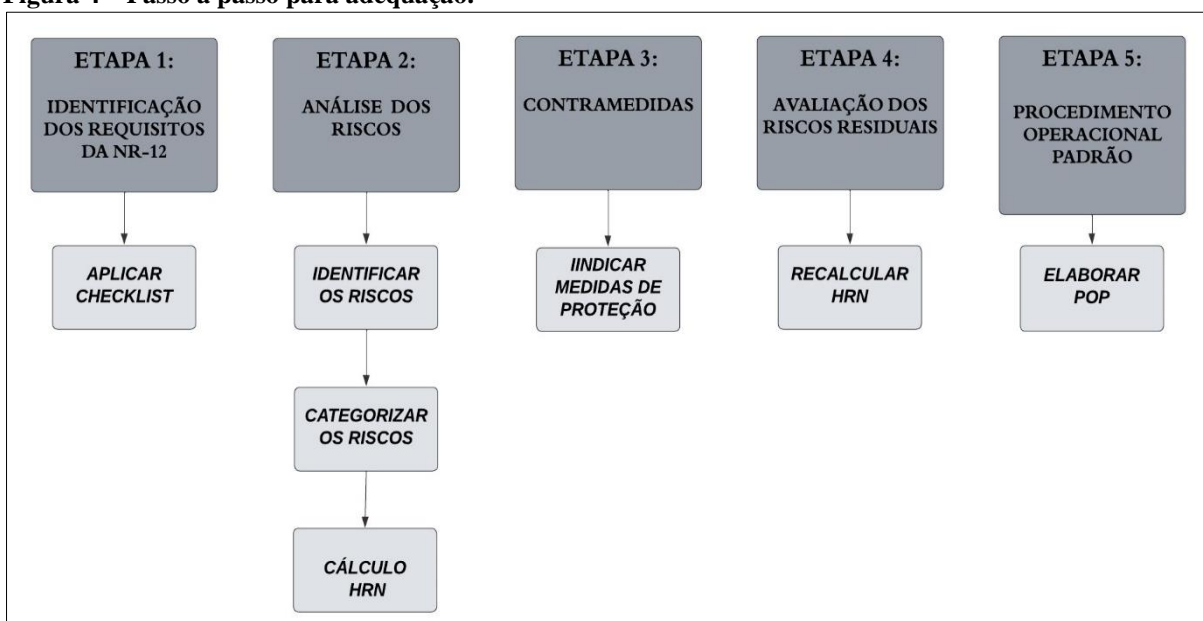 Figura 4 – Passo a passo para adequação.
ETAPA 1:
IDENTIFICAÇÃO
DOS REQUISITOS
DA NR-12
APLICAR
CHECKLIST
ETAPA 2:
ANÁLISE DOS
RISCOS
IDENTIFICAR
OS RISCOS
CATEGORIZAR
OS RISCOS
CÁLCULO
HRN
ETAPA 3:
CONTRAMEDIDAS
IINDICAR
MEDIDAS DE
PROTEÇÃO
ETAPA 4:
AVALIAÇÃO DOS
RISCOS RESIDUAIS
RECALCULAR
HRN
ETAPA 5:
PROCEDIMENTO
OPERACIONAL
PADRÃO
ELABORAR
POP